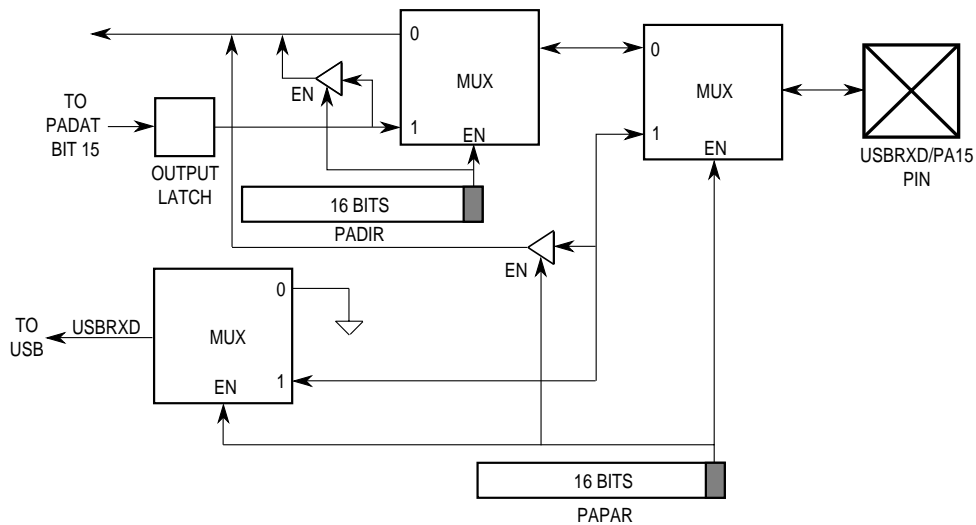 0
MUX
1
EN
EN
0
MUX
1
EN
USBRXD/PA15
PIN
TO
PADAT
BIT 15
OUTPUT
LATCH
16 BITS
PADIR
EN
TO
USB
USBRXD
0
MUX
EN
1
16 BITS
PAPAR